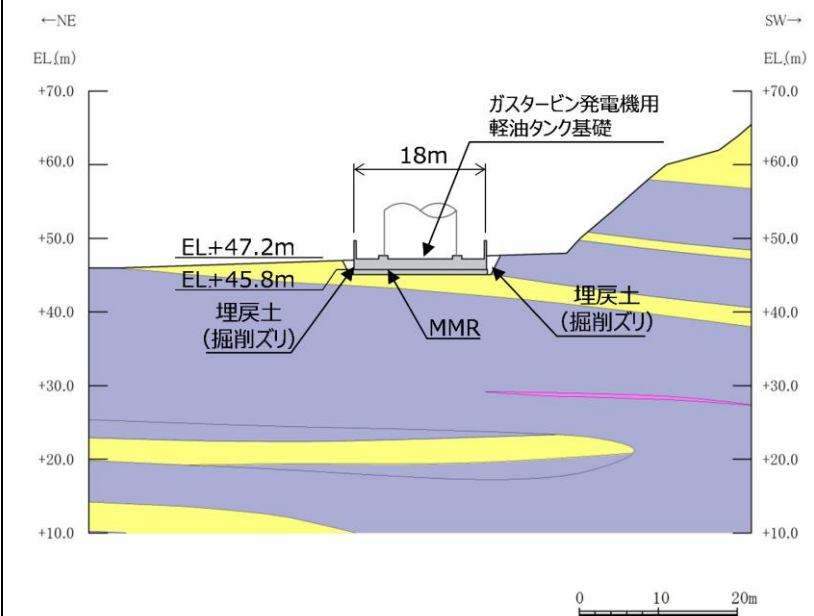 ←NE
SW→
EL.(m)
EL.(m)
+70.0
+70.0
ガスタービン発電機用
軽油タンク基礎
18m
+60.0
+60.0
+50.0
+50.0
EL.+47.2m
EL.+45.8m
+40.0
+40.0
埋戻土
(掘削ズリ)
MMR
埋戻土
(掘削ズリ)
+30.0
+30.0
+20.0
+20.0
+10.0
+10.0
0 10 20m